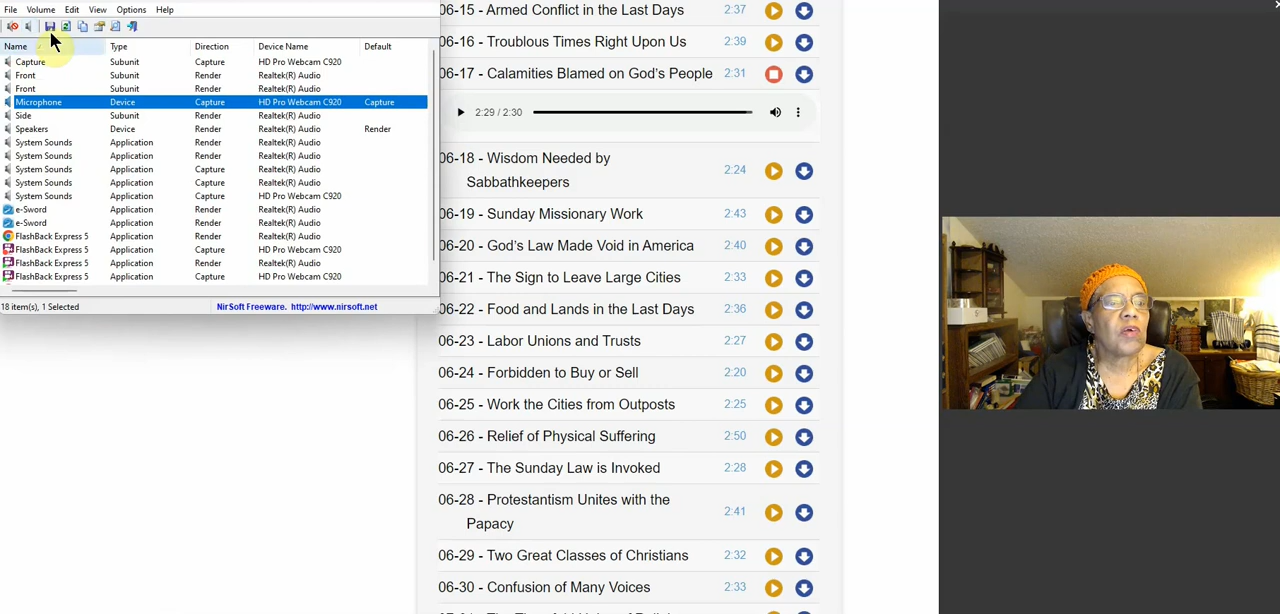 File Volume Edit View Options Help
Name Type Direction Device Name Default
Capture Subunit Capture HD Pro Webcam C920
Front Subunit Render Realtek(R) Audio
Front Subunit Render Realtek(R) Audio
Microphone Device Capture HD Pro Webcam C920 Capture
Side Subunit Render Realtek(R) Audio
Speakers Device Render Realtek(R) Audio Render
System Sounds Application Render Realtek(R) Audio
System Sounds Application Render Realtek(R) Audio
System Sounds Application Capture Realtek(R) Audio
System Sounds Application Render Realtek(R) Audio
System Sounds Application Capture HD Pro Webcam C920
e-Sword Application Render Realtek(R) Audio
e-Sword Application Render Realtek(R) Audio
FlashBack Express 5 Application Render Realtek(R) Audio
FlashBack Express 5 Application Capture HD Pro Webcam C920
FlashBack Express 5 Application Render Realtek(R) Audio
FlashBack Express 5 Application Capture HD Pro Webcam C920
18 item(s), 1 Selected NirSoft Freeware. http://www.nirsoft.net
06-15 - Armed Conflict in the Last Days 2:37
06-16 - Troublous Times Right Upon Us 2:39
06-17 - Calamities Blamed on God's People 2:31
2:29 / 2:30
06-18 - Wisdom Needed by
Sabbathkeepers 2:24
06-19 - Sunday Missionary Work 2:43
06-20 - God's Law Made Void in America 2:40
06-21 - The Sign to Leave Large Cities 2:33
06-22 - Food and Lands in the Last Days 2:36
06-23 - Labor Unions and Trusts 2:27
06-24 - Forbidden to Buy or Sell 2:20
06-25 - Work the Cities from Outposts 2:25
06-26 - Relief of Physical Suffering 2:50
06-27 - The Sunday Law is Invoked 2:28
06-28 - Protestantism Unites with the
Papacy 2:41
06-29 - Two Great Classes of Christians 2:32
06-30 - Confusion of Many Voices 2:33